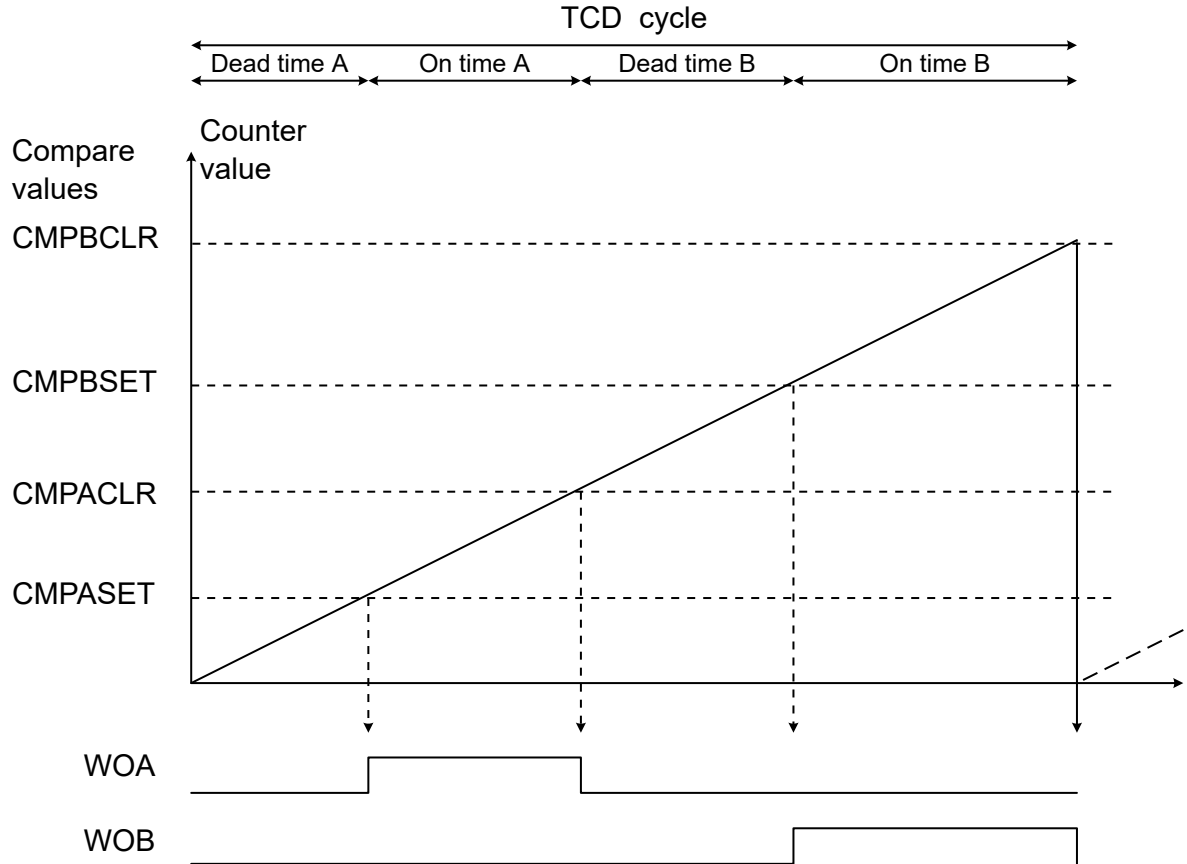 TCD cycle
Dead time A
On time A
Dead time B
On time B
Compare
values
Counter
value
CMPBCLR
CMPBSET
CMPACLR
CMPASET
WOA
WOB